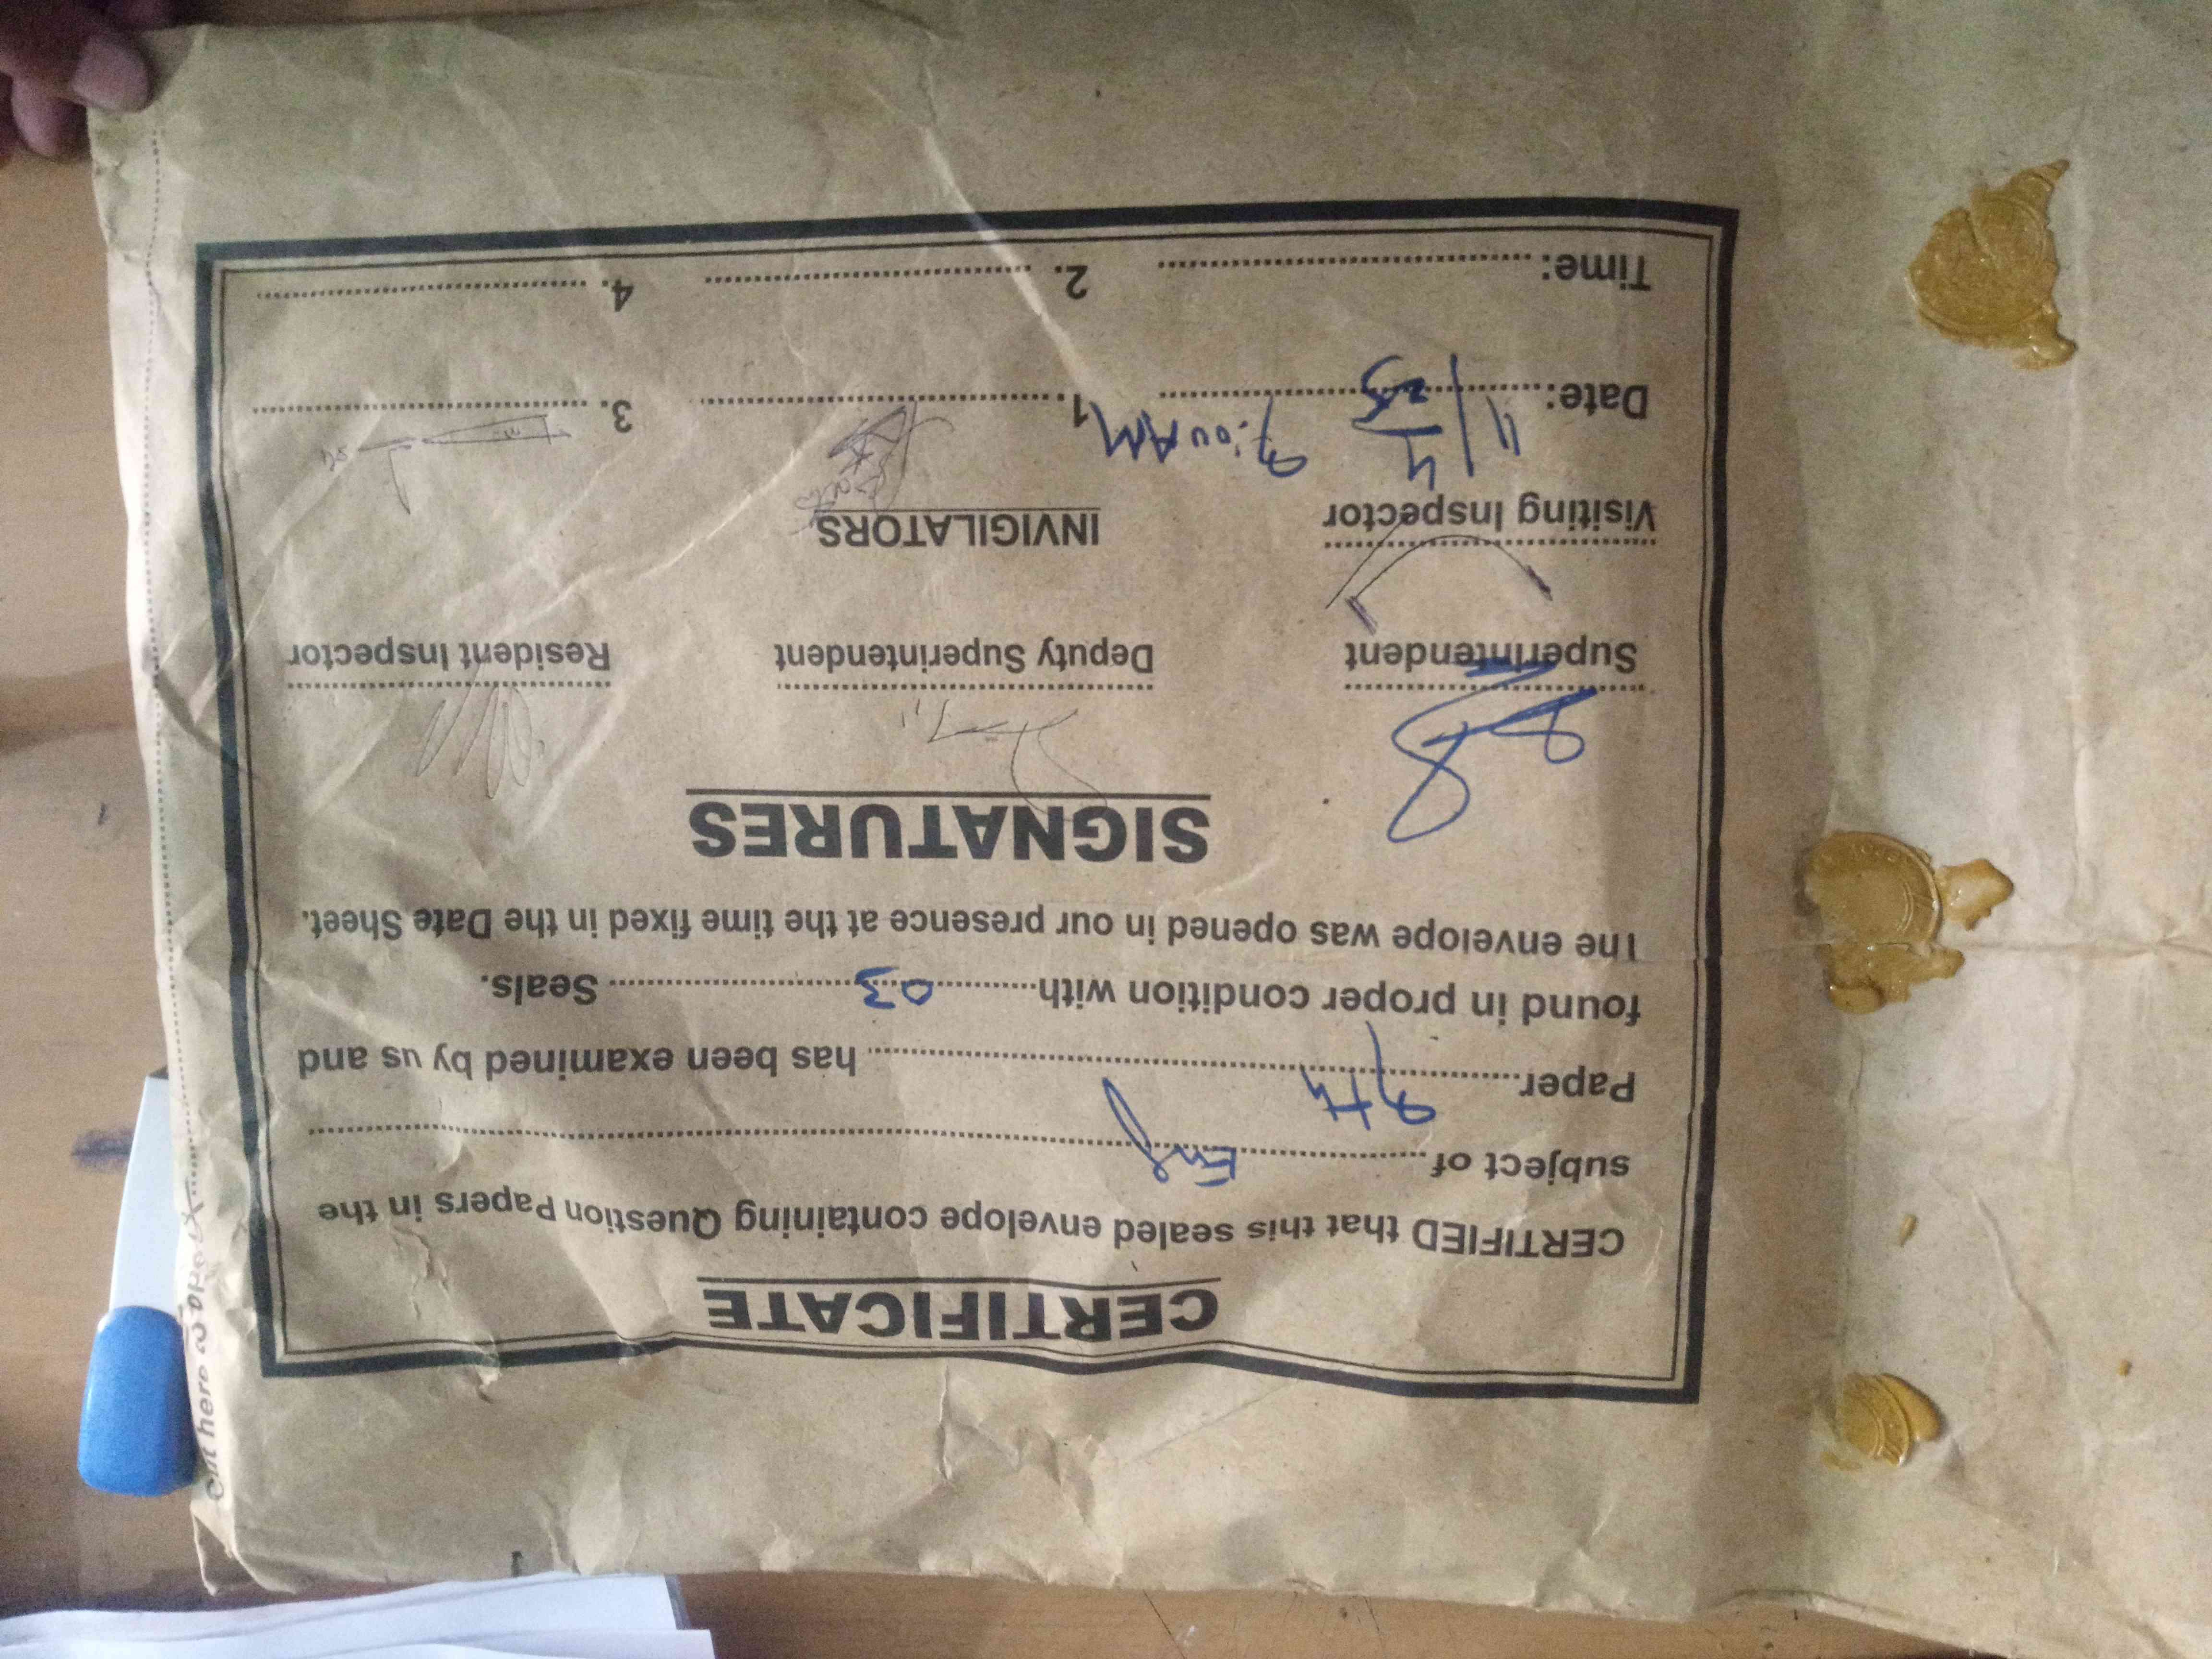 CERTIFICATE
CERTIFIED that this sealed envelope containing Question Papers in the
subject of Eng
Paper 9th has been examined by us and
found in proper condition with 03 Seals.
The envelope was opened in our presence at the time fixed in the Date Sheet.
SIGNATURES
Superintendent Deputy Superintendent Resident Inspector
Visiting Inspector INVIGILATORS
Date: 11/4/25 9:00 AM 1. 3.
Time: 2. 4.
Cut here to open